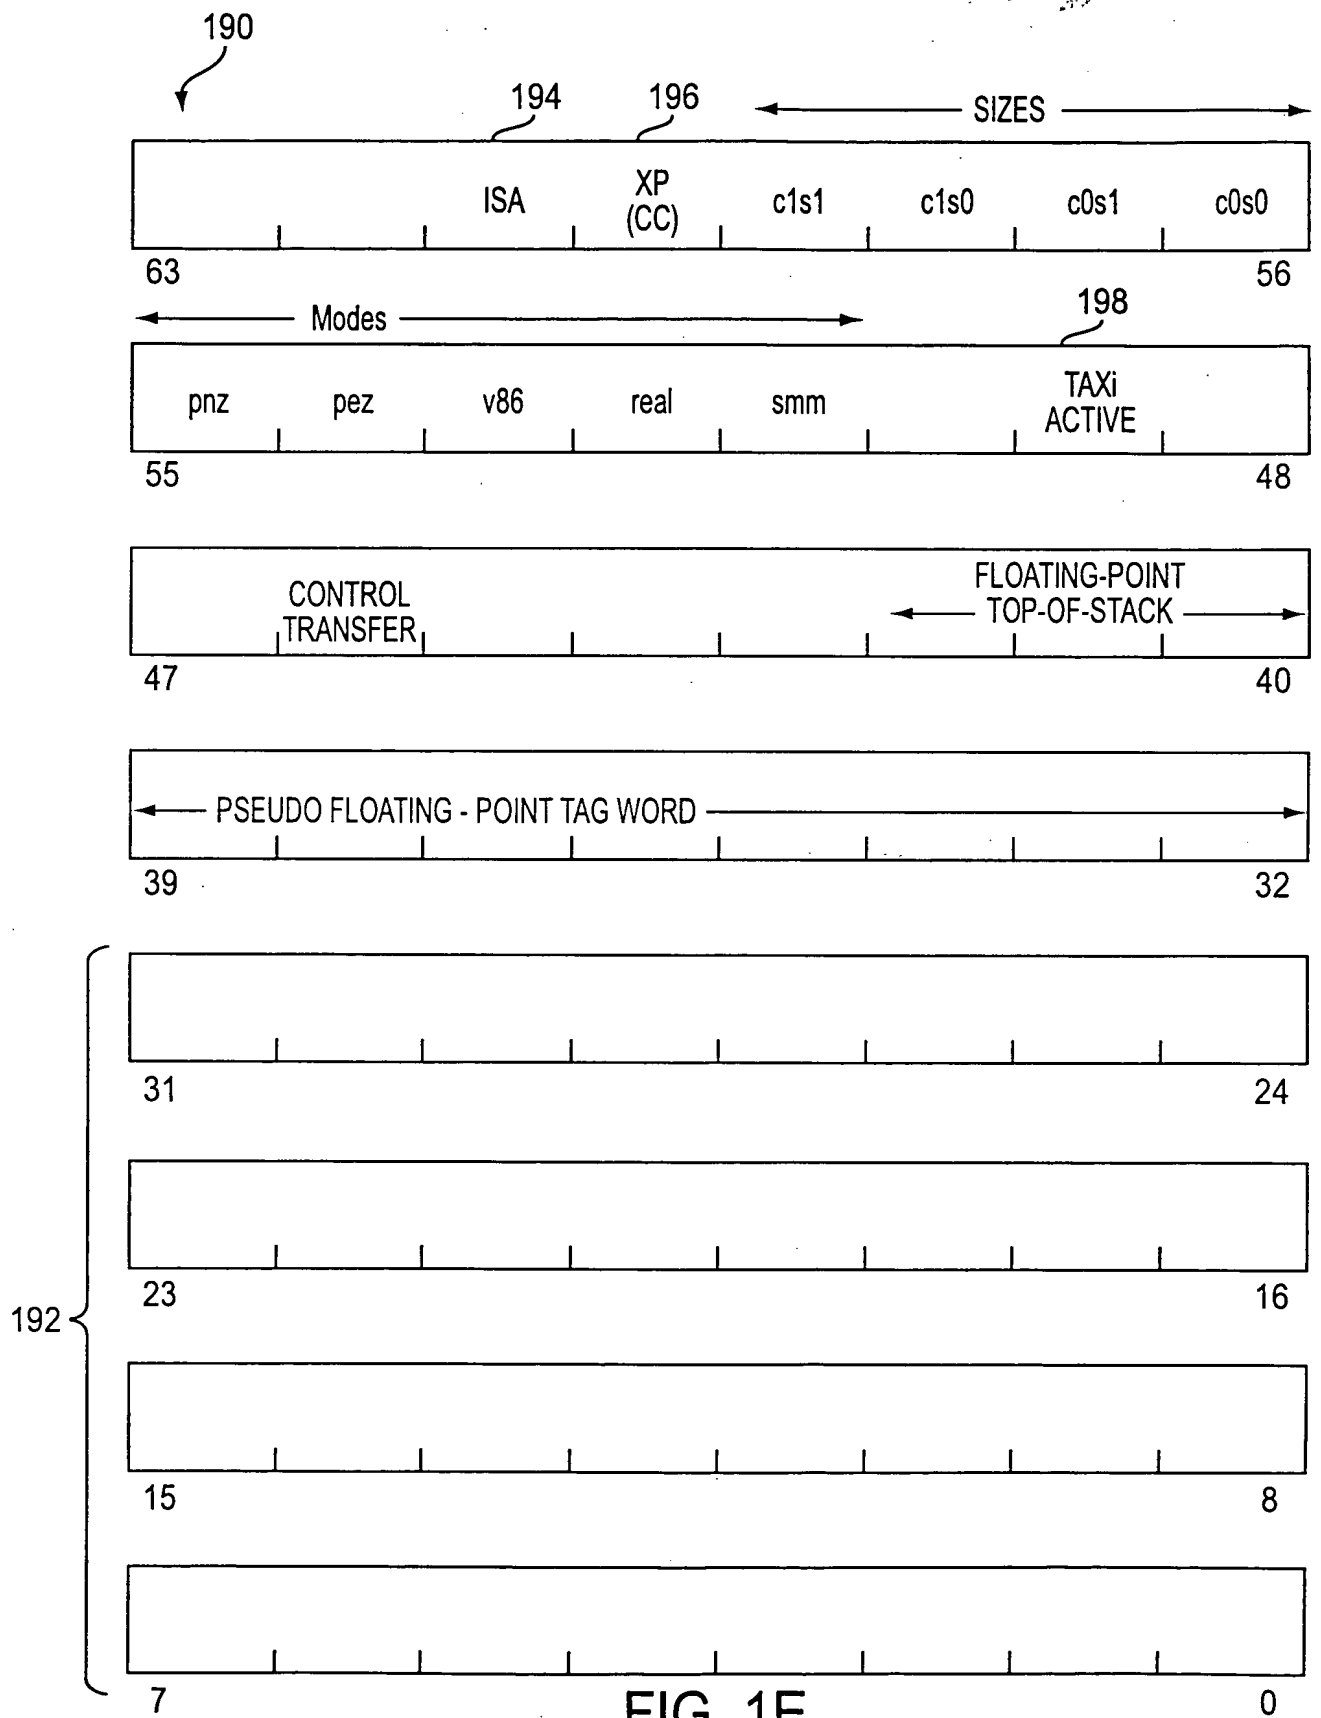 190
194 196 SIZES
ISA XP (CC) c1s1 c1s0 c0s1 c0s0
63 56
Modes 198
pnz pez v86 real smm TAXi ACTIVE
55 48
CONTROL TRANSFER FLOATING-POINT TOP-OF-STACK
47 40
PSEUDO FLOATING - POINT TAG WORD
39 32
31 24
23 16
192
15 8
7 0
FIG. 1E